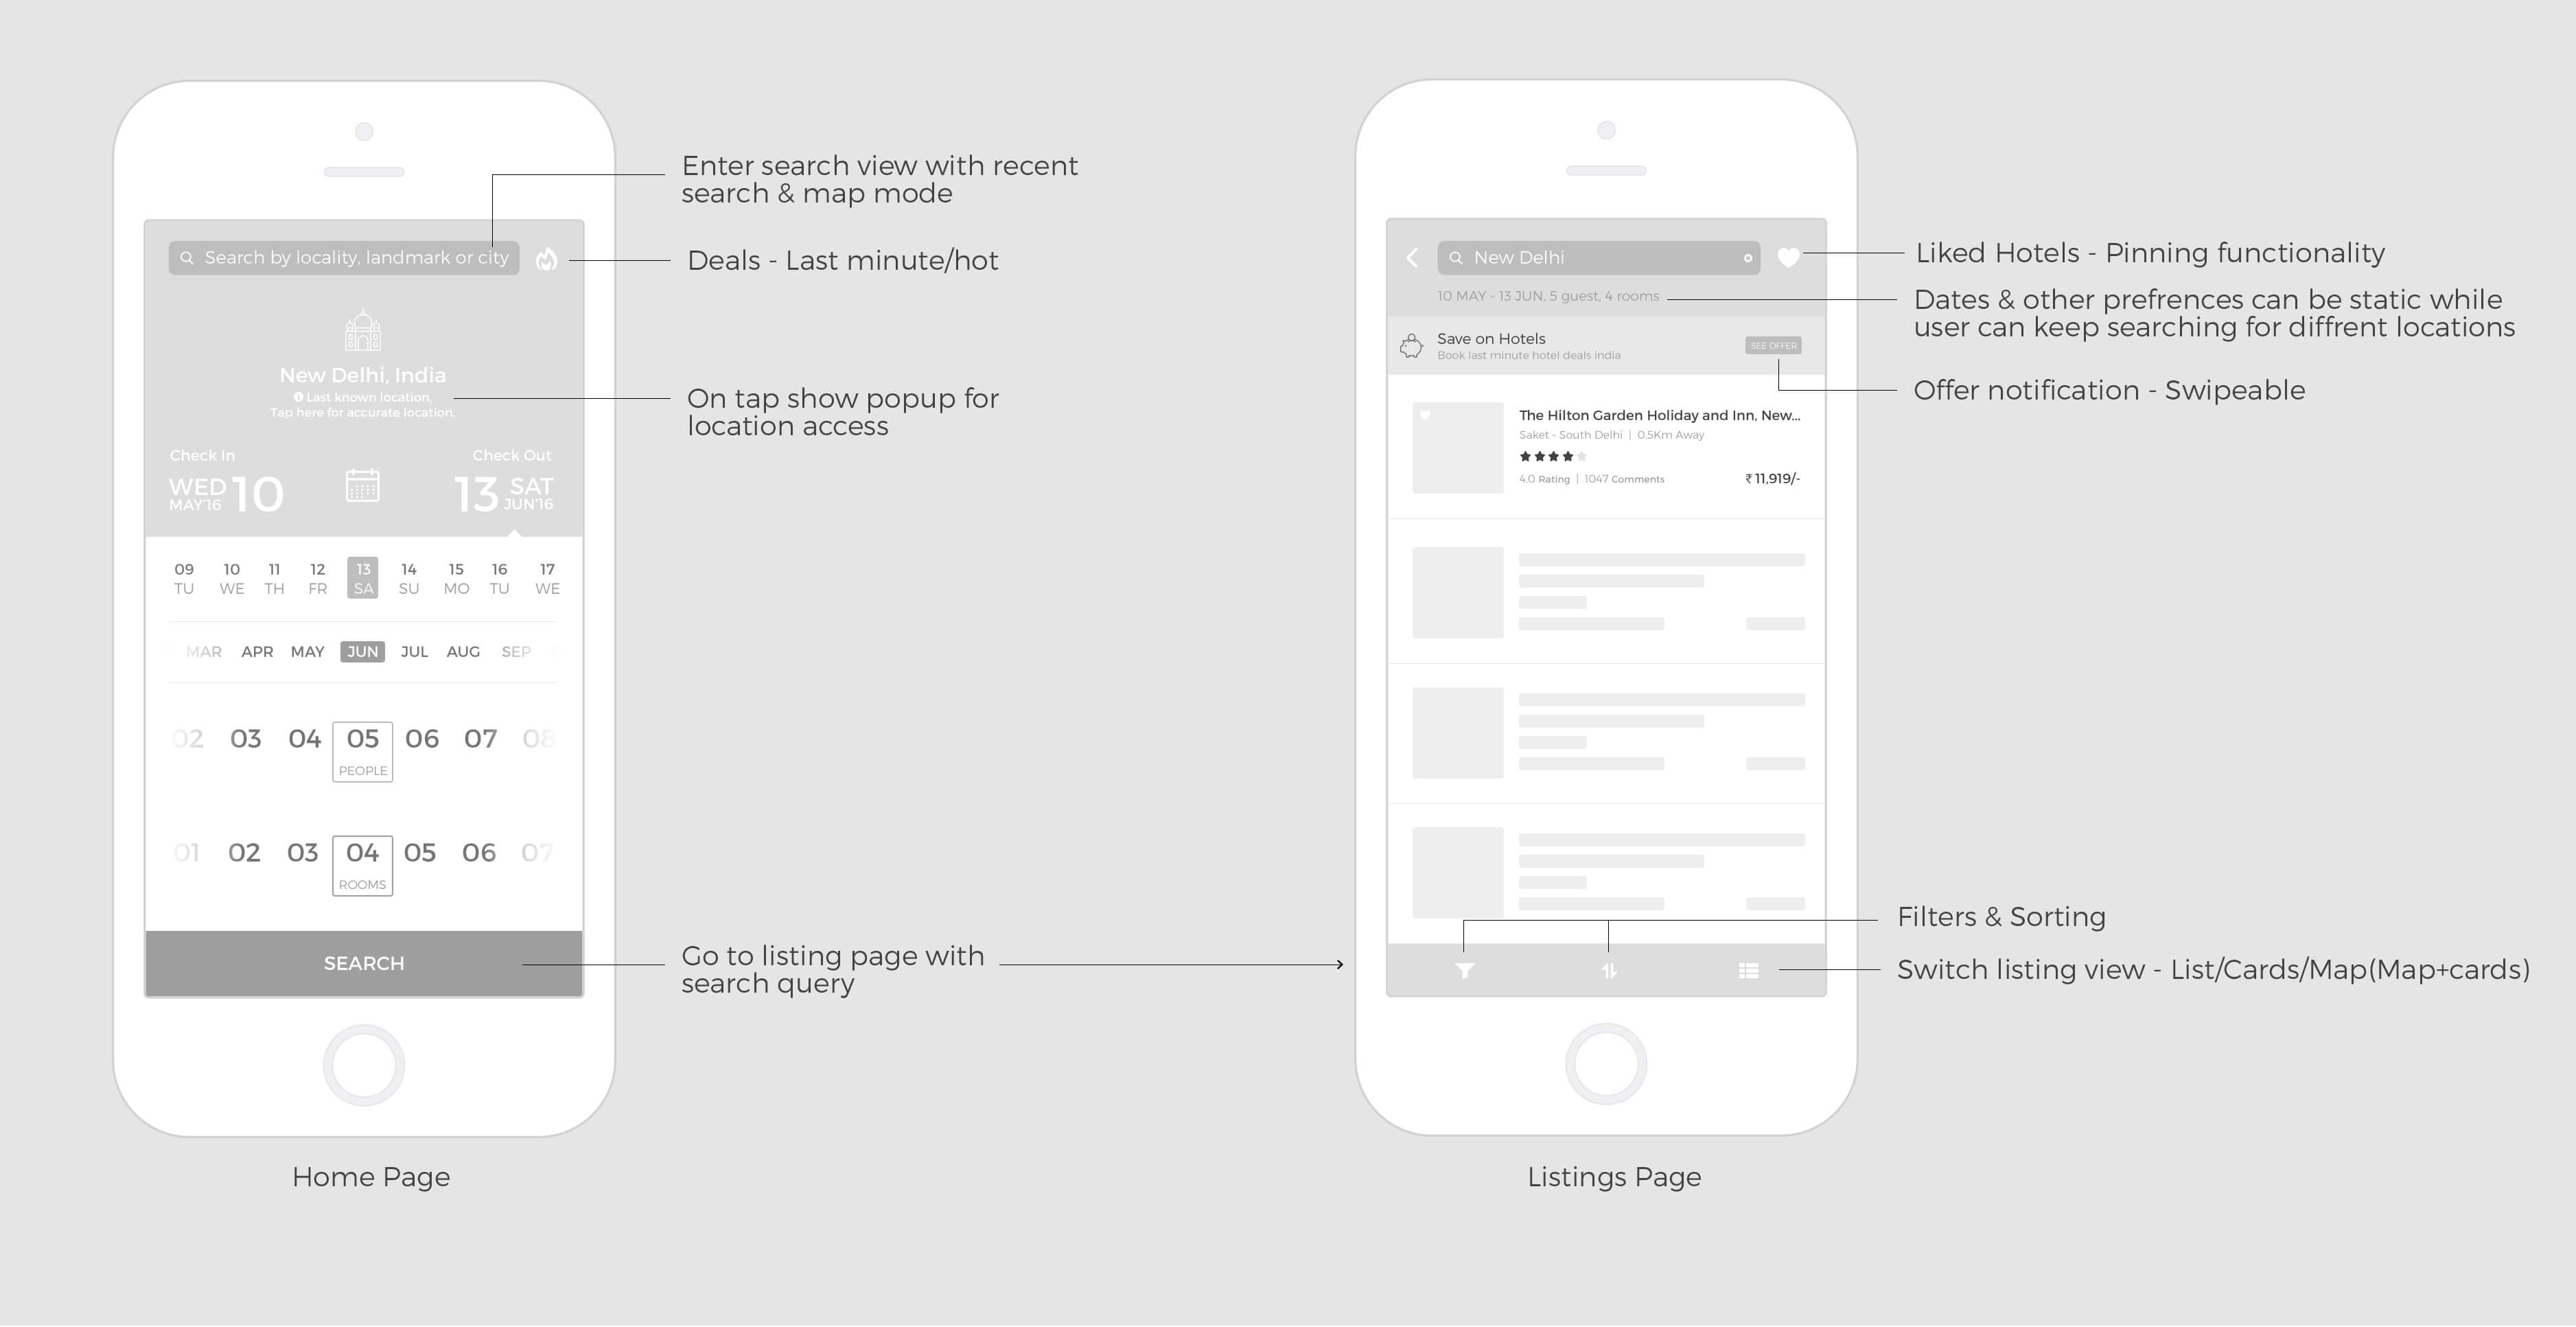 Search by locality, landmark or city
New Delhi, India
Last known location.
Tap here for accurate location.
Check In
WED
MAY'16
10
Check Out
13
SAT
JUN'16
09 10 11 12 13 14 15 16 17
TU WE TH FR SA SU MO TU WE
MAR APR MAY JUN JUL AUG SEP
02 03 04 05 06 07 08
PEOPLE
01 02 03 04 05 06 07
ROOMS
SEARCH
Home Page
Enter search view with recent
search & map mode
Deals - Last minute/hot
On tap show popup for
location access
Go to listing page with
search query
New Delhi
10 MAY - 13 JUN, 5 guest, 4 rooms
Save on Hotels
Book last minute hotel deals india
SEE OFFER
The Hilton Garden Holiday and Inn, New...
Saket - South Delhi | 0.5Km Away
4.0 Rating | 1047 Comments
₹ 11,919/-
Listings Page
Liked Hotels - Pinning functionality
Dates & other prefrences can be static while
user can keep searching for diffrent locations
Offer notification - Swipeable
Filters & Sorting
Switch listing view - List/Cards/Map(Map+cards)